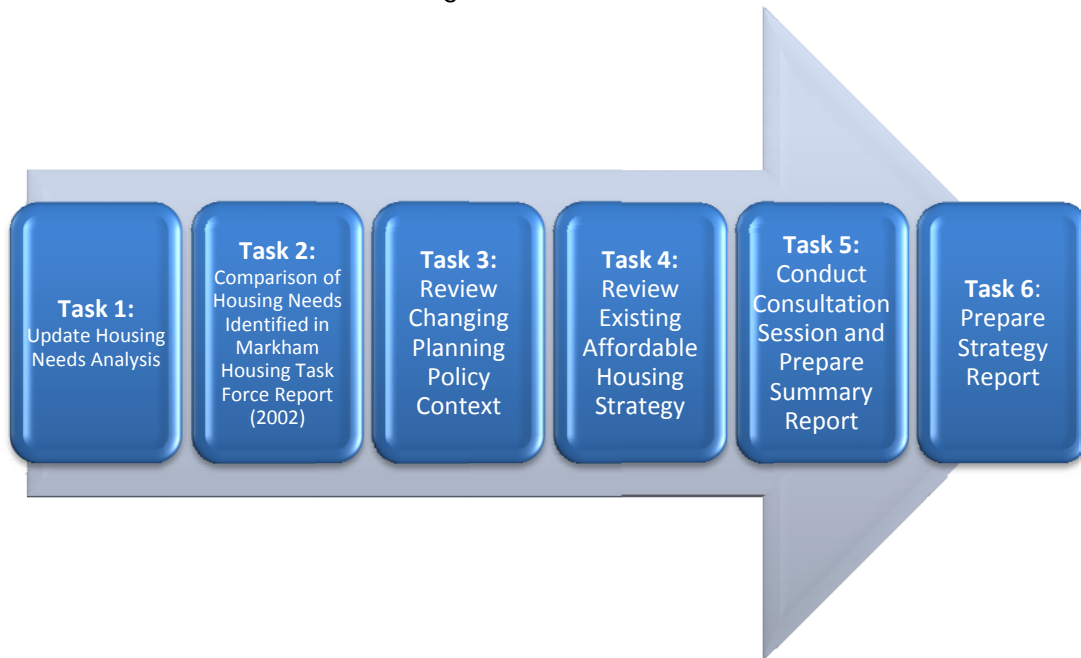 Task 1:
Update Housing
Needs Analysis
Task 2:
Comparison of
Housing Needs
Identified in
Markham
Housing Task
Force Report
(2002)
Task 3:
Review
Changing
Planning
Policy
Context
Task 4:
Review
Existing
Affordable
Housing
Strategy
Task 5:
Conduct
Consultation
Session and
Prepare
Summary
Report
Task 6:
Prepare
Strategy
Report